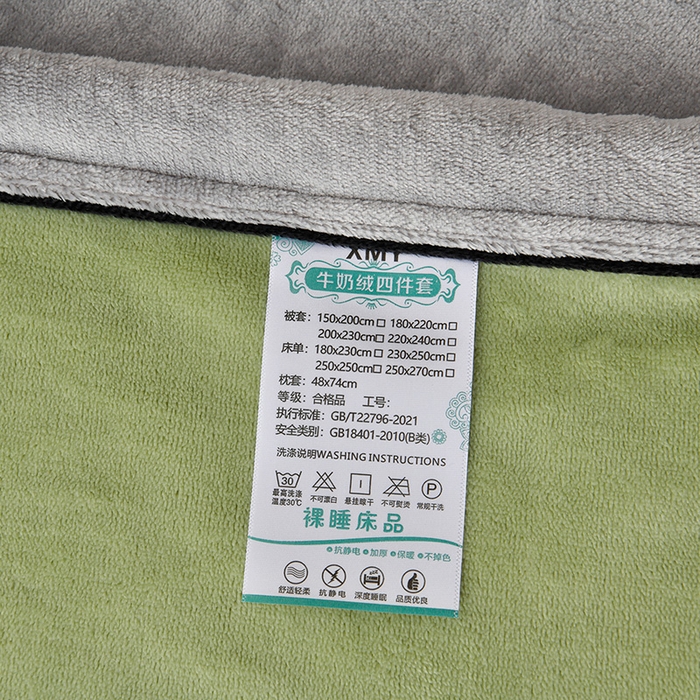 XMY
牛奶绒四件套
被套：150x200cm□ 180x220cm□
200x230cm□ 220x240cm□
床单：180x230cm□ 230x250cm□
250x250cm□ 250x270cm□
枕套：48x74cm
等级：合格品 工号：
执行标准：GB/T22796-2021
安全类别：GB18401-2010(B类)
洗涤说明WASHING INSTRUCTIONS
30 P
最高洗涤 不可漂白 悬挂晾干 不可熨烫 常规干洗
温度30℃
裸睡床品
抗静电 加厚 保暖 不掉色
舒适轻柔 抗静电 深度睡眠 品质优良